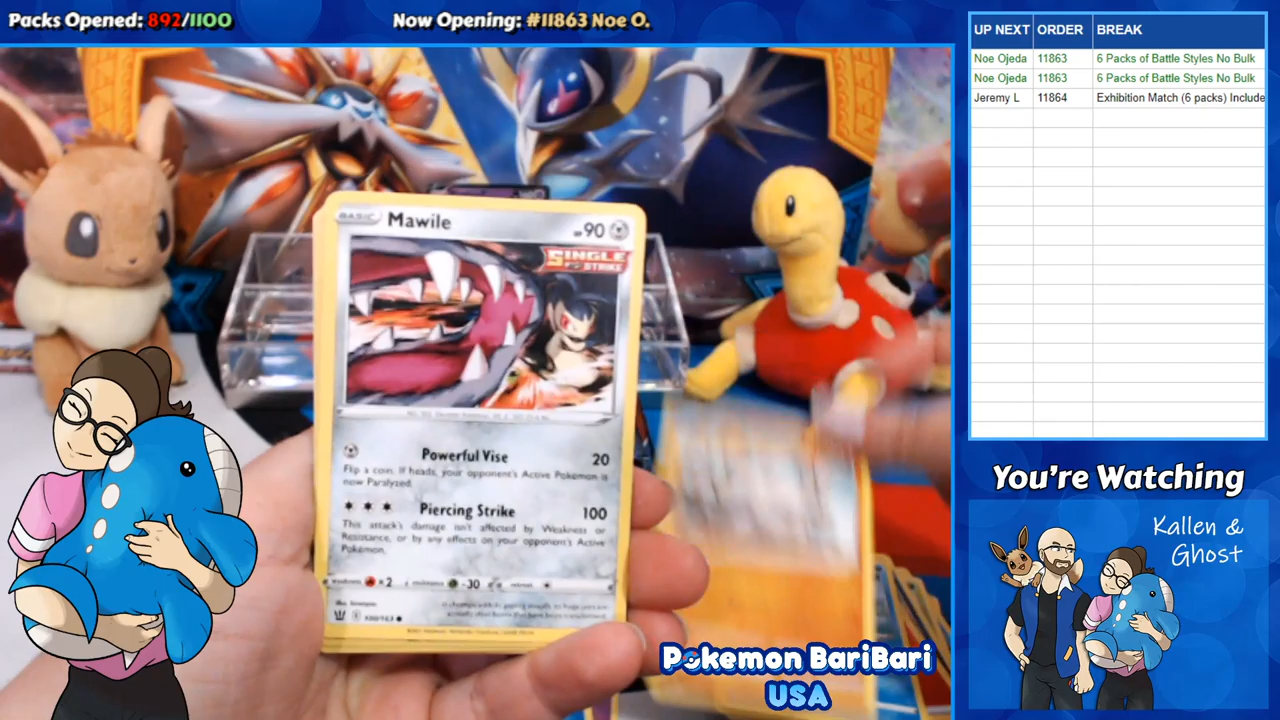 Packs Opened: 892/1100
Now Opening: #11863 Noe O.
UP NEXT ORDER BREAK
Noe Ojeda 11863 6 Packs of Battle Styles No Bulk
Noe Ojeda 11863 6 Packs of Battle Styles No Bulk
Jeremy L 11864 Exhibition Match (6 packs) Include
BASIC Mawile HP 90
SINGLE
STRIKE
Powerful Vise 20
Flip a coin. If heads, your opponent's Active Pokémon is
now Paralyzed.
Piercing Strike 100
This attack's damage isn't affected by Weakness or
Resistance, or by any effects on your opponent's Active
Pokémon.
weakness ×2 resistance -30 retreat
100/163
You're Watching
Kallen &
Ghost
Pokemon BariBari
USA